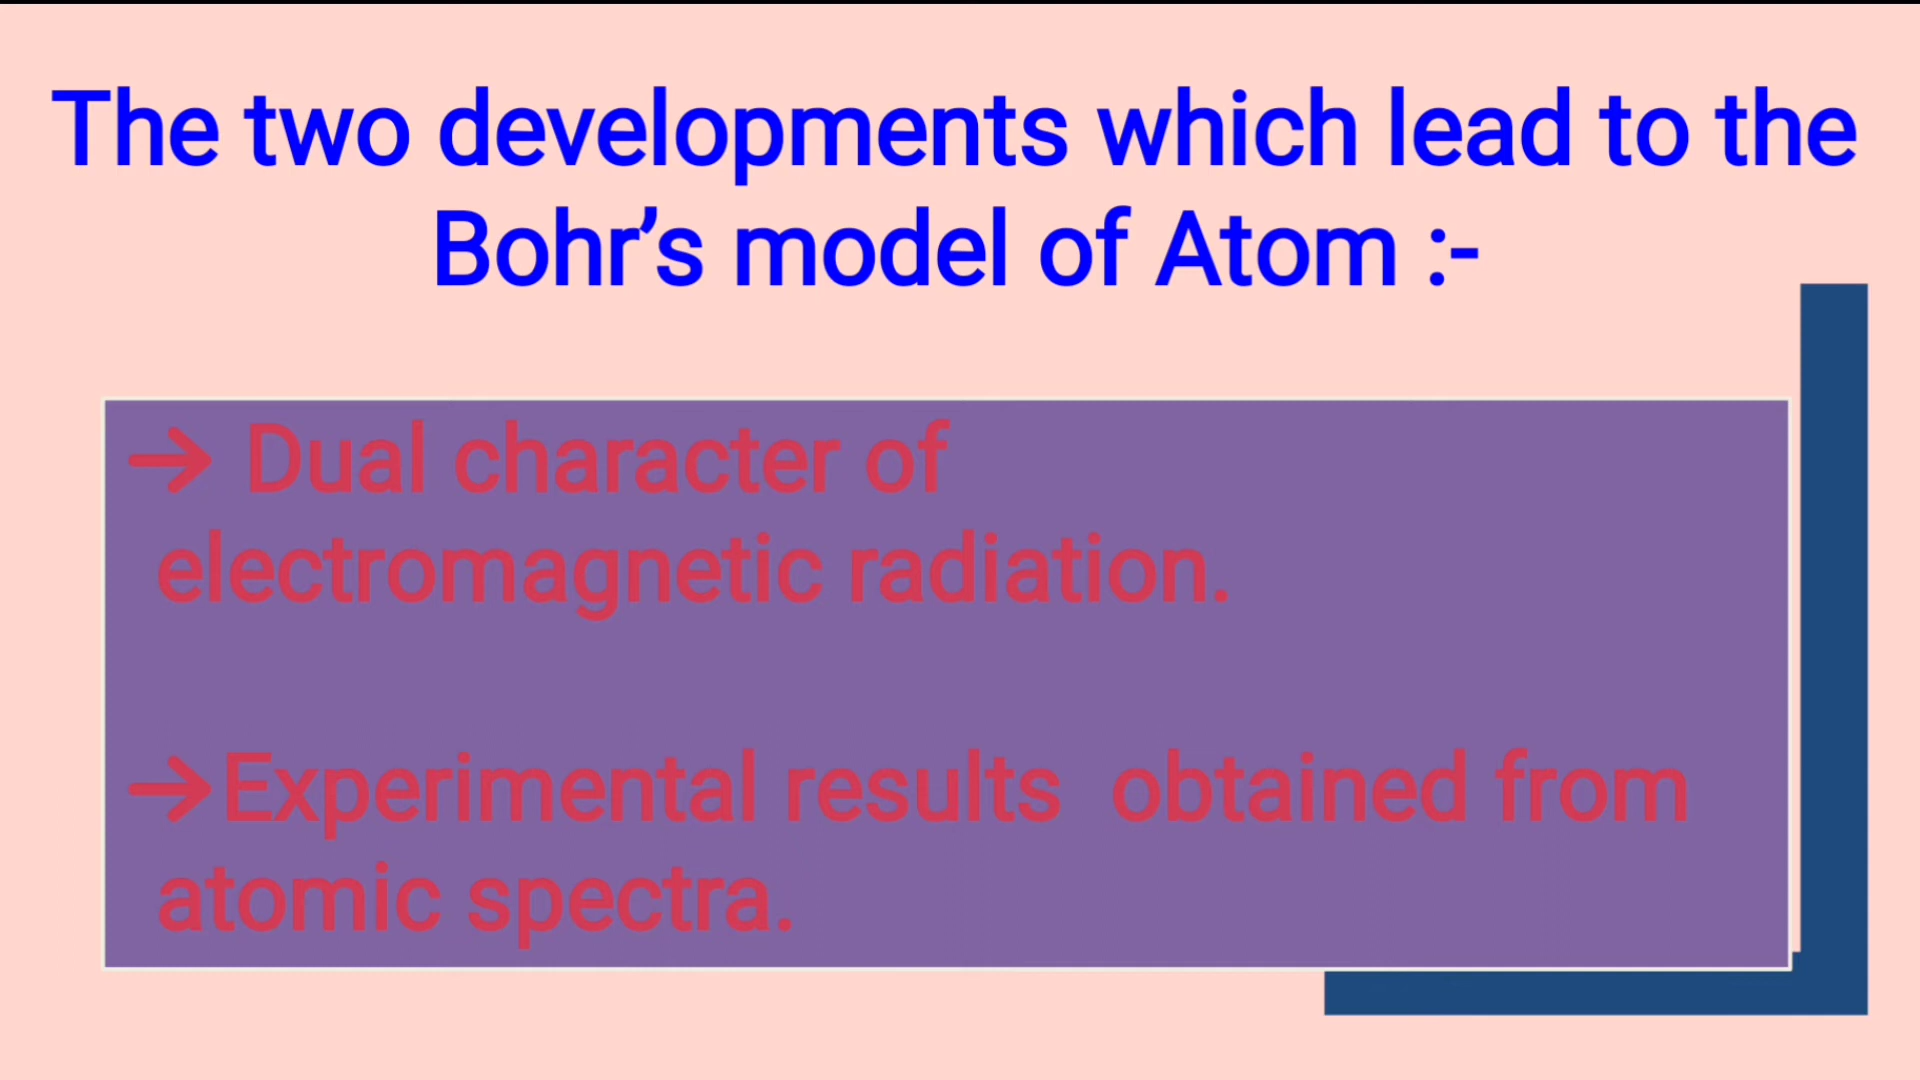 The two developments which lead to the
Bohr’s model of Atom :-
→ Dual character of
electromagnetic radiation.
→Experimental results  obtained from
atomic spectra.